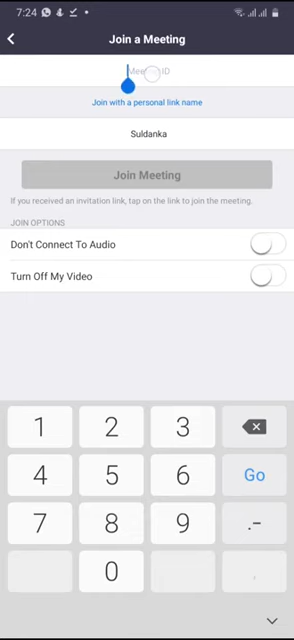 7:24
Join a Meeting
Meeting ID
Join with a personal link name
Suldanka
Join Meeting
If you received an invitation link, tap on the link to join the meeting.
JOIN OPTIONS
Don't Connect To Audio
Turn Off My Video
1 2 3
4 5 6 Go
7 8 9 .-
0 ,